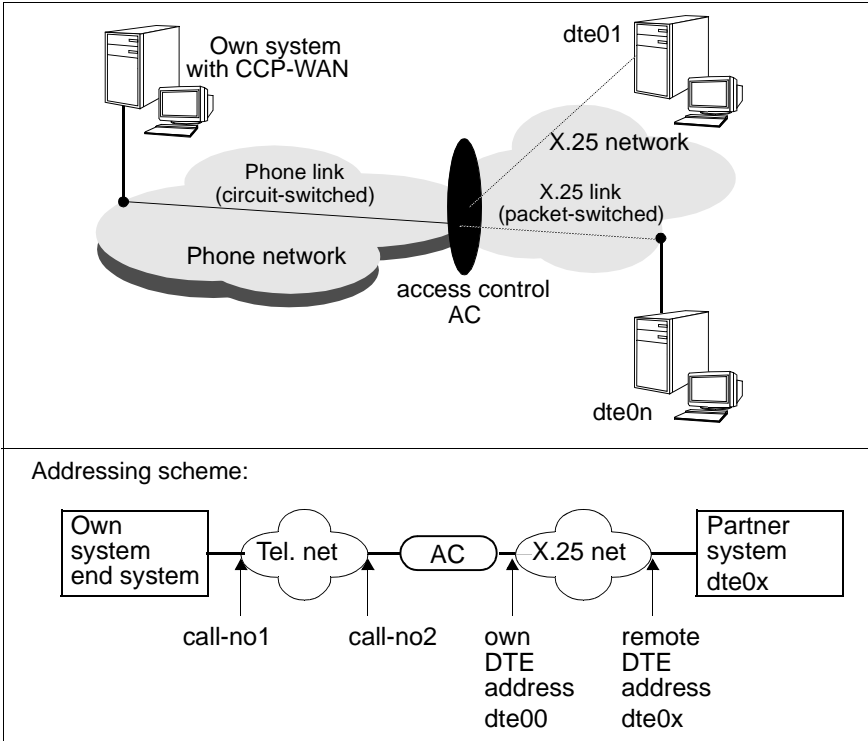 Own system
with CCP-WAN
dte01
X.25 network
Phone link
(circuit-switched)
X.25 link
(packet-switched)
Phone network
access control
AC
dte0n
Addressing scheme:
Own
system
end system
Tel. net
AC
X.25 net
Partner
system
dte0x
call-no1
call-no2
own
DTE
address
dte00
remote
DTE
address
dte0x